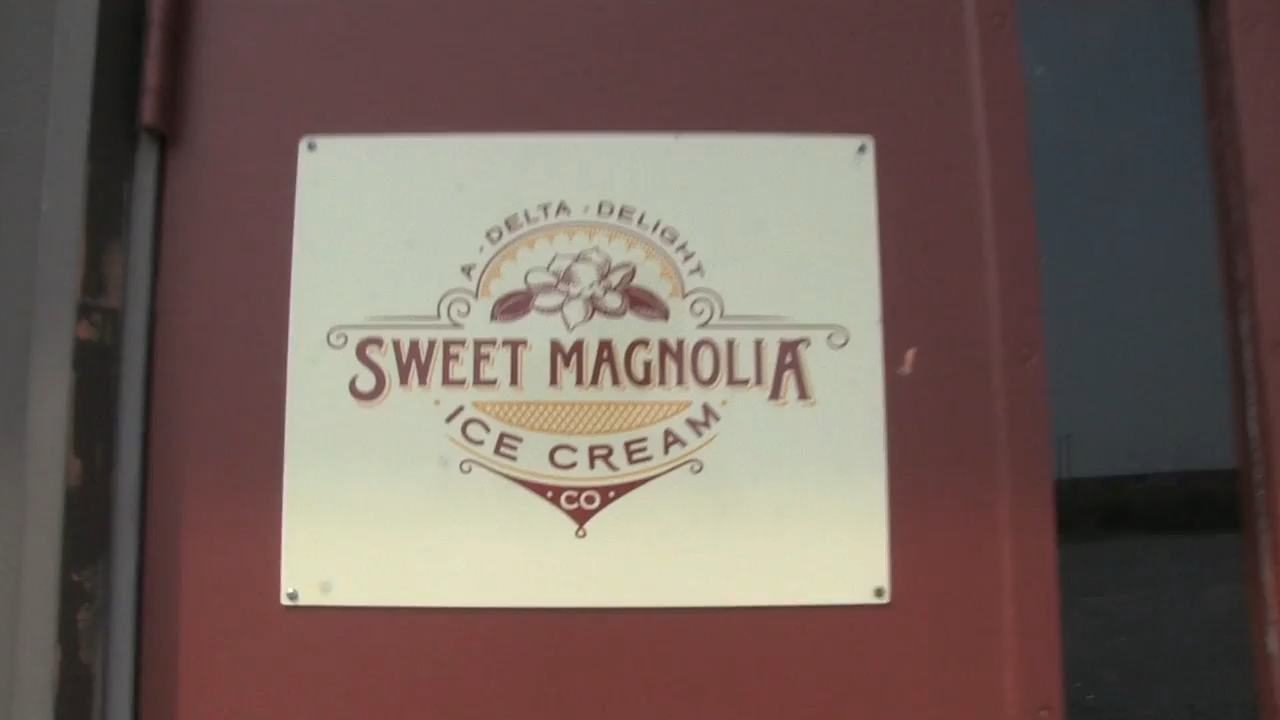 A · DELTA · DELIGHT
SWEET MAGNOLIA
ICE CREAM
· CO ·